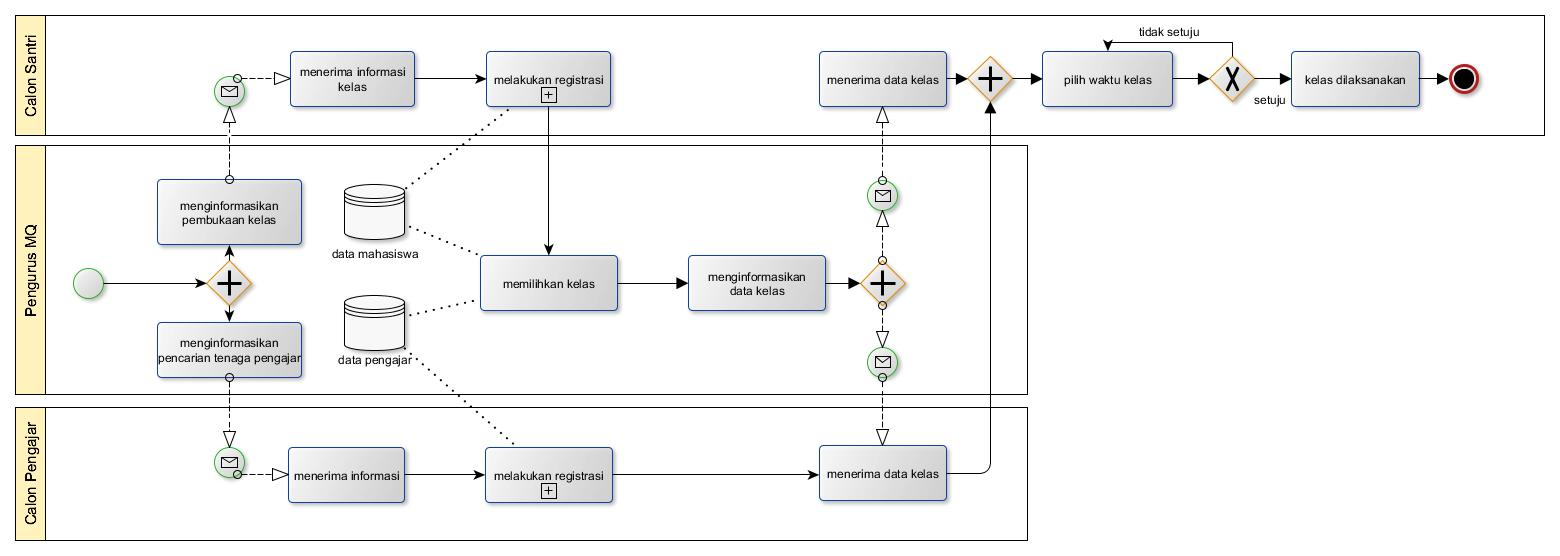 Calon Santri
menerima informasi
kelas
melakukan registrasi
menerima data kelas
pilih waktu kelas
tidak setuju
setuju
kelas dilaksanakan
Pengurus MQ
menginformasikan
pembukaan kelas
menginformasikan
pencarian tenaga pengajar
data mahasiswa
data pengajar
memilihkan kelas
menginformasikan
data kelas
Calon Pengajar
menerima informasi
melakukan registrasi
menerima data kelas